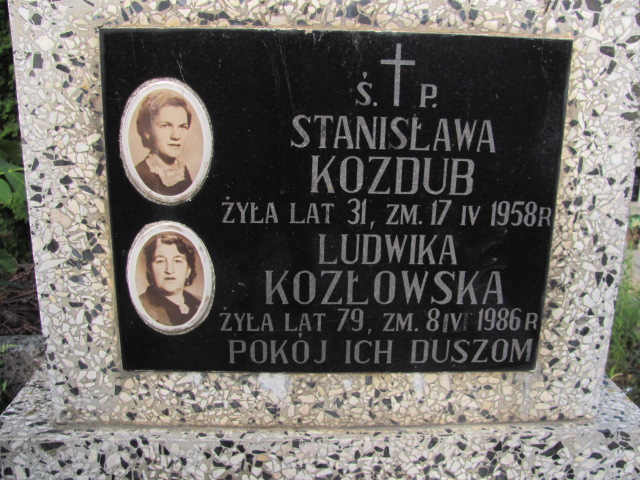 Ś. P.
STANISŁAWA
KOZDUB
ŻYŁA LAT 31, ZM. 17 IV 1958 R
LUDWIKA
KOZŁOWSKA
ŻYŁA LAT 79, ZM. 8 IV 1986 R
POKÓJ ICH DUSZOM